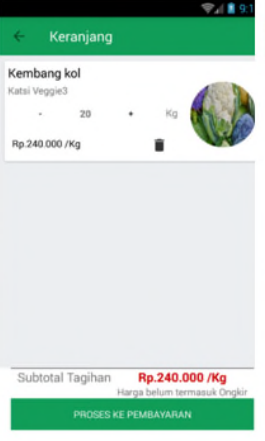 9:1
Keranjang
Kembang kol
Katsi Veggie3
- 20 + Kg
Rp.240.000 /Kg
Subtotal Tagihan Rp.240.000 /Kg
Harga belum termasuk Ongkir
PROSES KE PEMBAYARAN